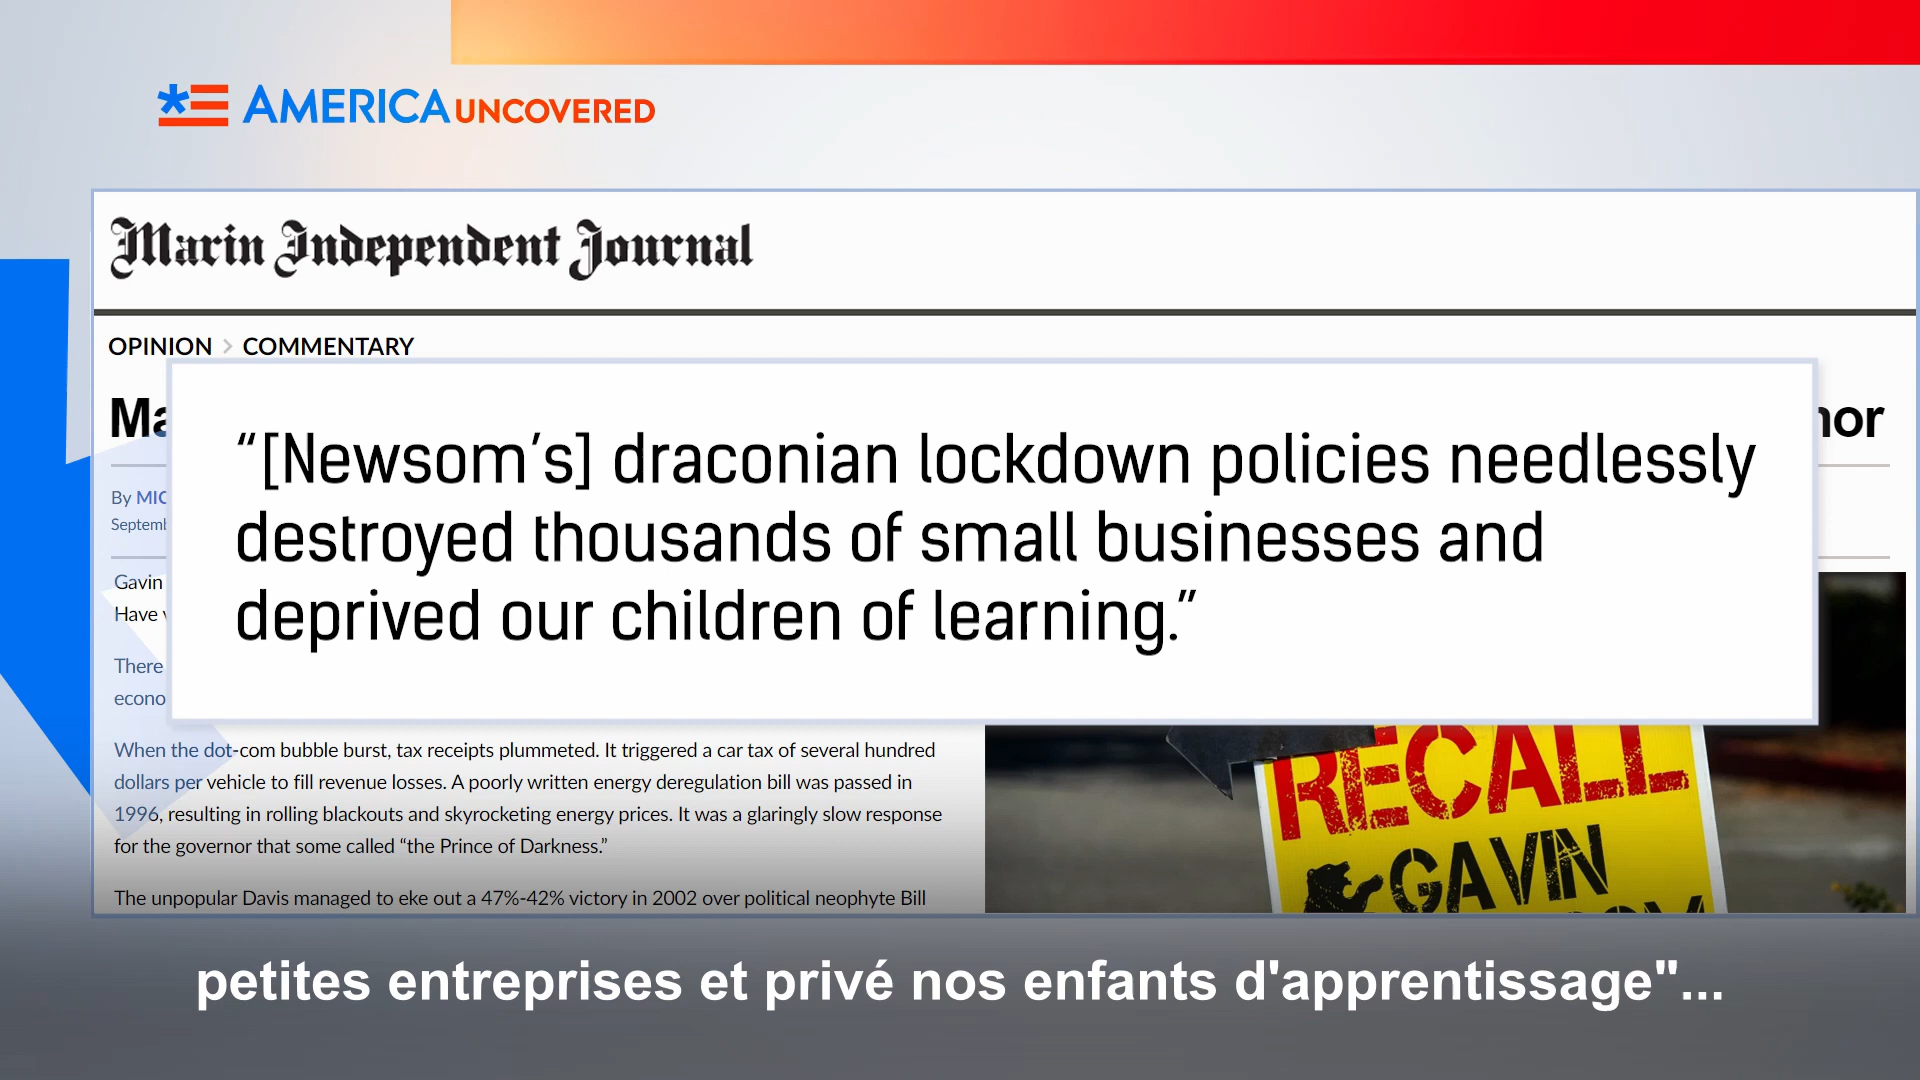 AMERICA UNCOVERED
Marin Independent Journal
OPINION > COMMENTARY
“[Newsom’s] draconian lockdown policies needlessly
destroyed thousands of small businesses and
deprived our children of learning.”
By
Gavin
Have
There
When the dot-com bubble burst, tax receipts plummeted. It triggered a car tax of several hundred
dollars per vehicle to fill revenue losses. A poorly written energy deregulation bill was passed in
1996, resulting in rolling blackouts and skyrocketing energy prices. It was a glaringly slow response
for the governor that some called “the Prince of Darkness.”
The unpopular Davis managed to eke out a 47%-42% victory in 2002 over political neophyte Bill
RECALL
GAVIN
petites entreprises et privé nos enfants d'apprentissage"...